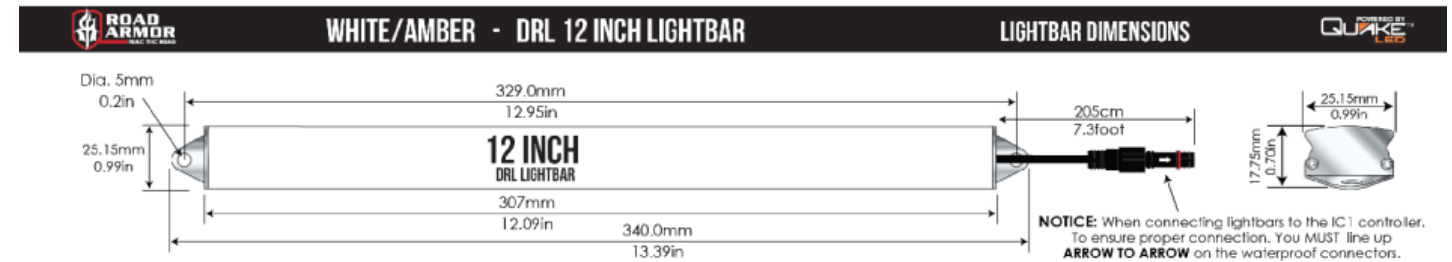 ROAD ARMOR
WHITE/AMBER - DRL 12 INCH LIGHTBAR
LIGHTBAR DIMENSIONS
POWERED BY
QUAKE
LED
Dia. 5mm
0.2in
329.0mm
12.95in
205cm
7.3foot
25.15mm
0.99in
25.15mm
0.99in
12 INCH
DRL LIGHTBAR
17.75mm
0.70in
307mm
12.09in
340.0mm
13.39in
NOTICE: When connecting lightbars to the IC1 controller.
To ensure proper connection. You MUST line up
ARROW TO ARROW on the waterproof connectors.